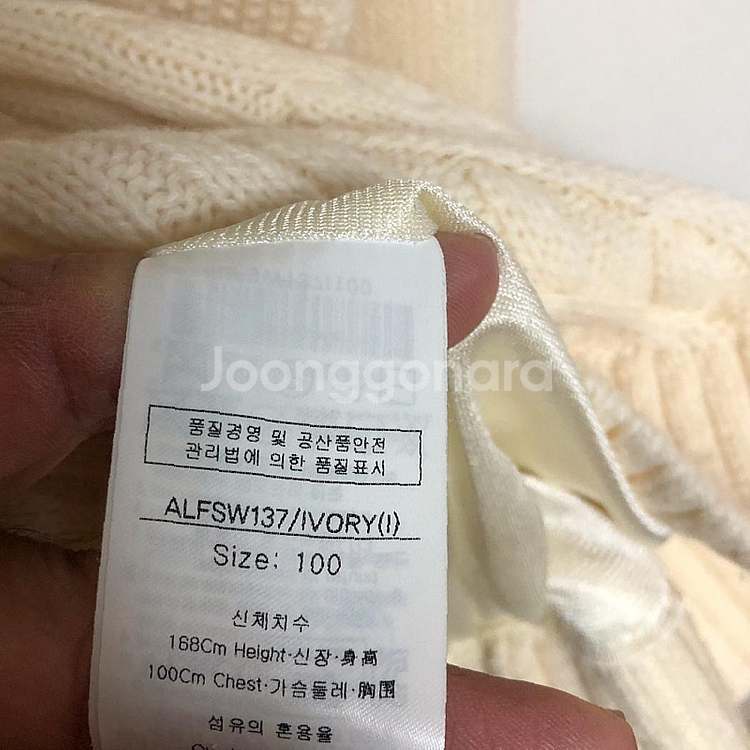 Joonggonara
품질경영 및 공산품안전
관리법에 의한 품질표시
ALFSW137/IVORY(I)
Size: 100
신체치수
168Cm Height·신장·身高
100Cm Chest·가슴둘레·胸围
섬유의 혼용율